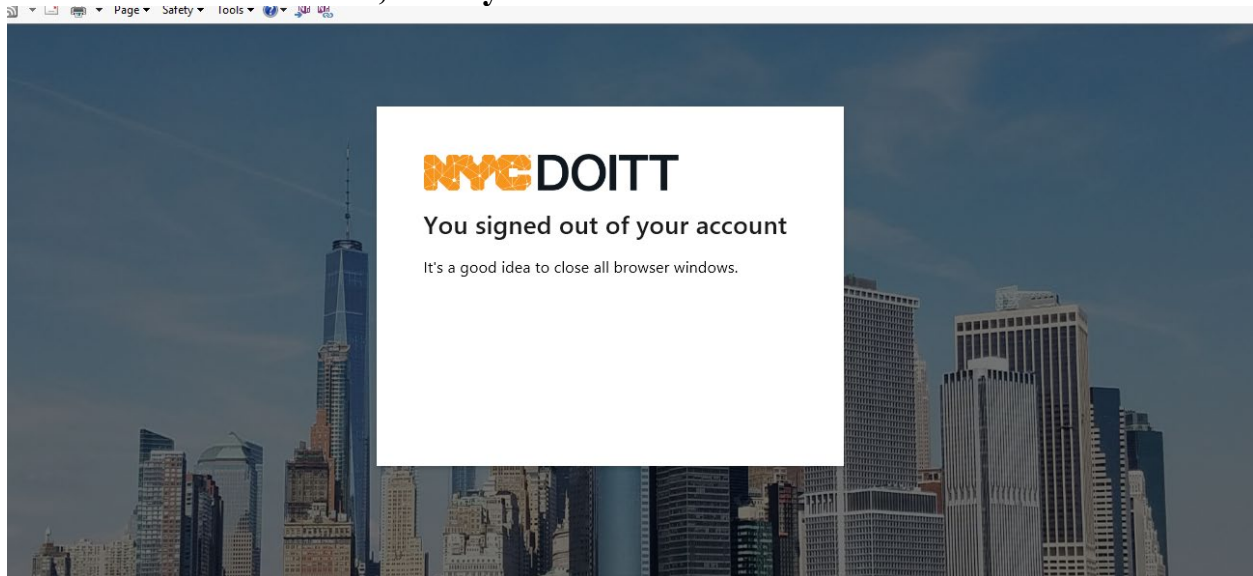 Page Safety Tools
NYC DOITT
You signed out of your account
It's a good idea to close all browser windows.